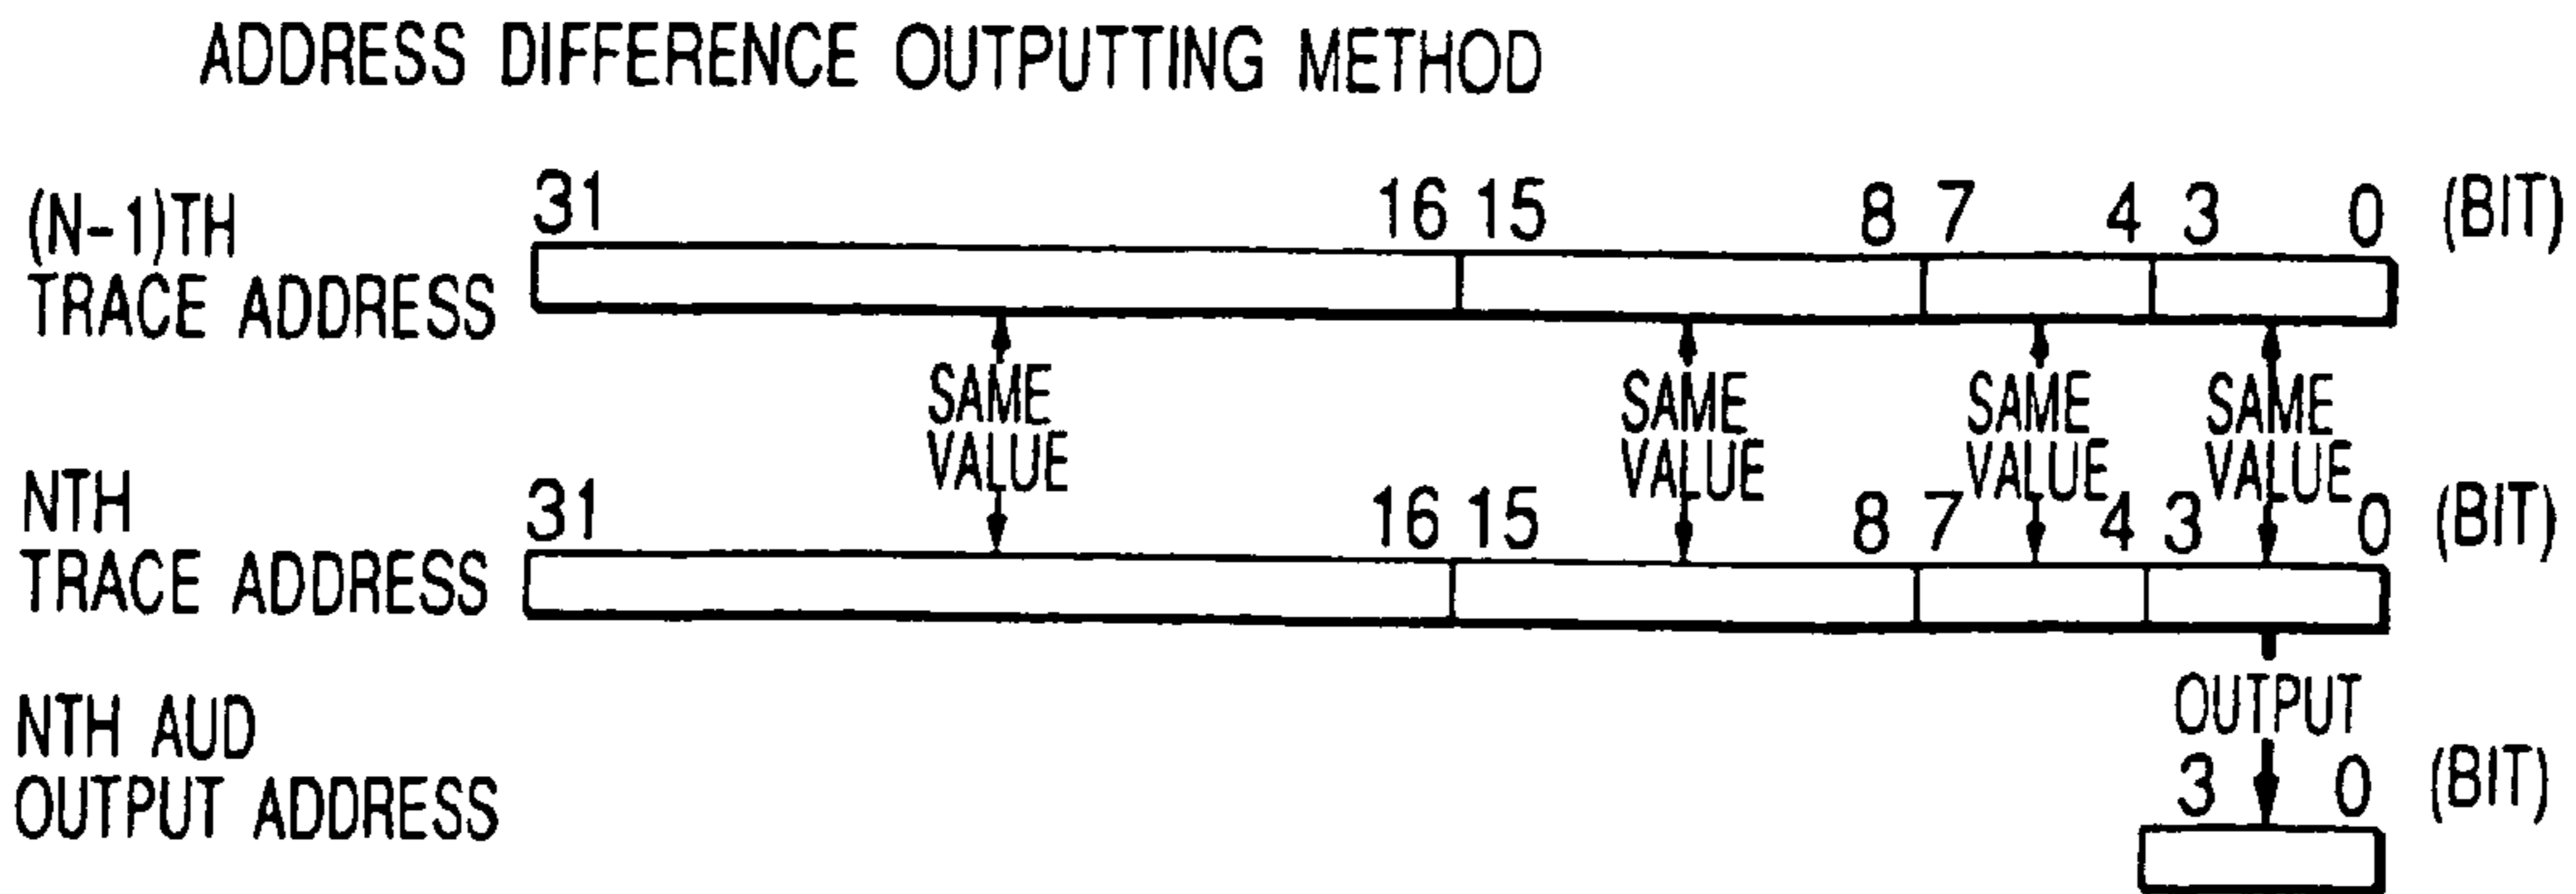 ADDRESS DIFFERENCE OUTPUTTING METHOD
(N-1)TH
TRACE ADDRESS
31 16 15 8 7 4 3 0 (BIT)
SAME
VALUE
SAME
VALUE
SAME
VALUE
SAME
VALUE
NTH
TRACE ADDRESS
31 16 15 8 7 4 3 0 (BIT)
OUTPUT
NTH AUD
OUTPUT ADDRESS
3 0 (BIT)